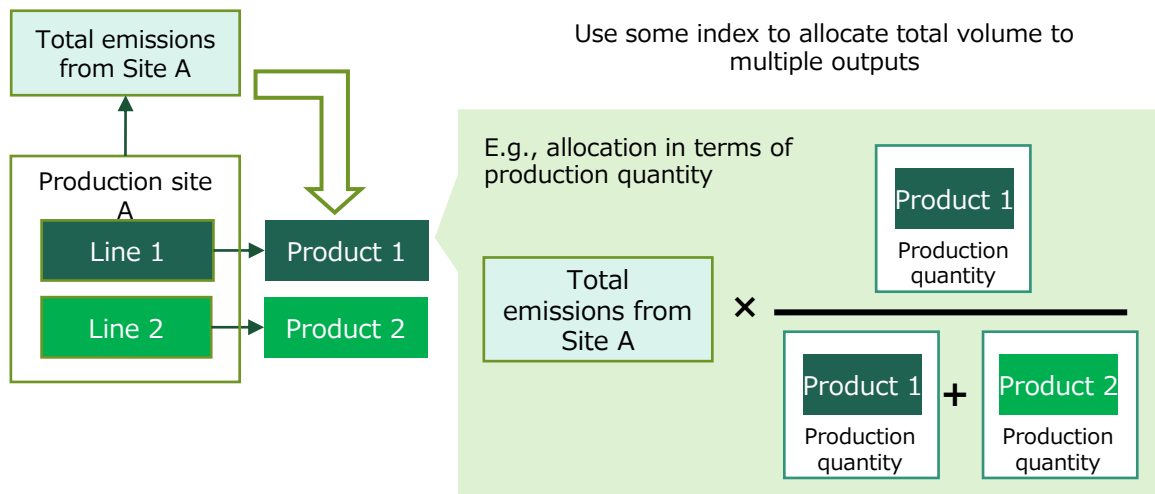 Total emissions
from Site A
Use some index to allocate total volume to
multiple outputs
Production site
A
Line 1
Product 1
Line 2
Product 2
E.g., allocation in terms of
production quantity
Total
emissions from
Site A
×
Product 1
Production
quantity
Product 1
Production
quantity
+
Product 2
Production
quantity